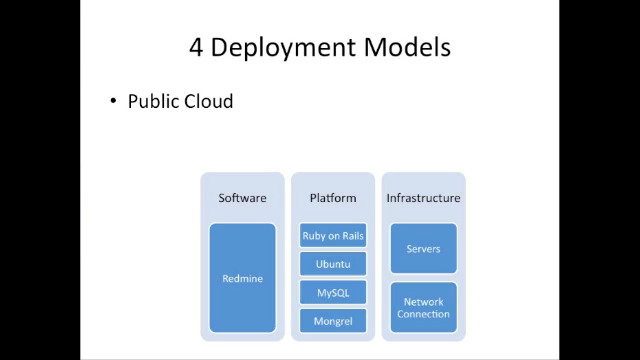 4 Deployment Models
• Public Cloud
Software
Redmine
Platform
Ruby on Rails
Ubuntu
MySQL
Mongrel
Infrastructure
Servers
Network
Connection